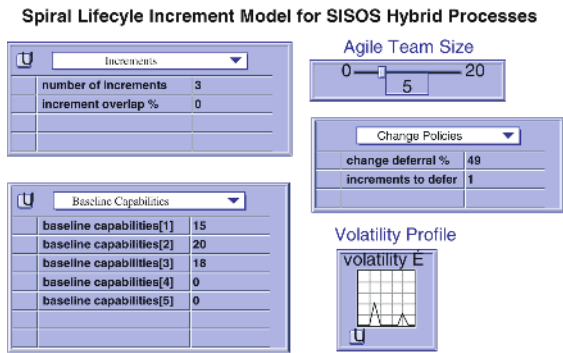 Spiral Lifecyle Increment Model for SISOS Hybrid Processes
U
Increments
number of increments 3
increment overlap % 0
Agile Team Size
0 20
5
Change Policies
change deferral % 49
increments to defer 1
U
Baseline Capabilities
baseline capabilities[1] 15
baseline capabilities[2] 20
baseline capabilities[3] 18
baseline capabilities[4] 0
baseline capabilities[5] 0
Volatility Profile
volatility É
U